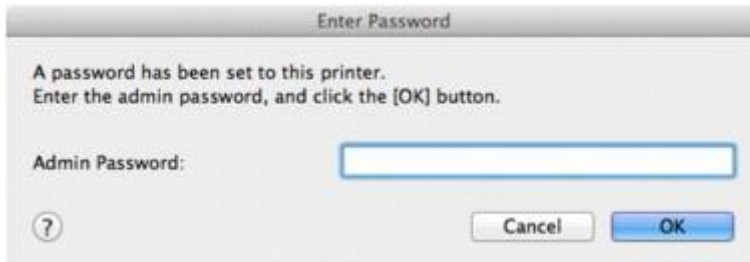 Enter Password
A password has been set to this printer.
Enter the admin password, and click the [OK] button.
Admin Password:
?
Cancel
OK